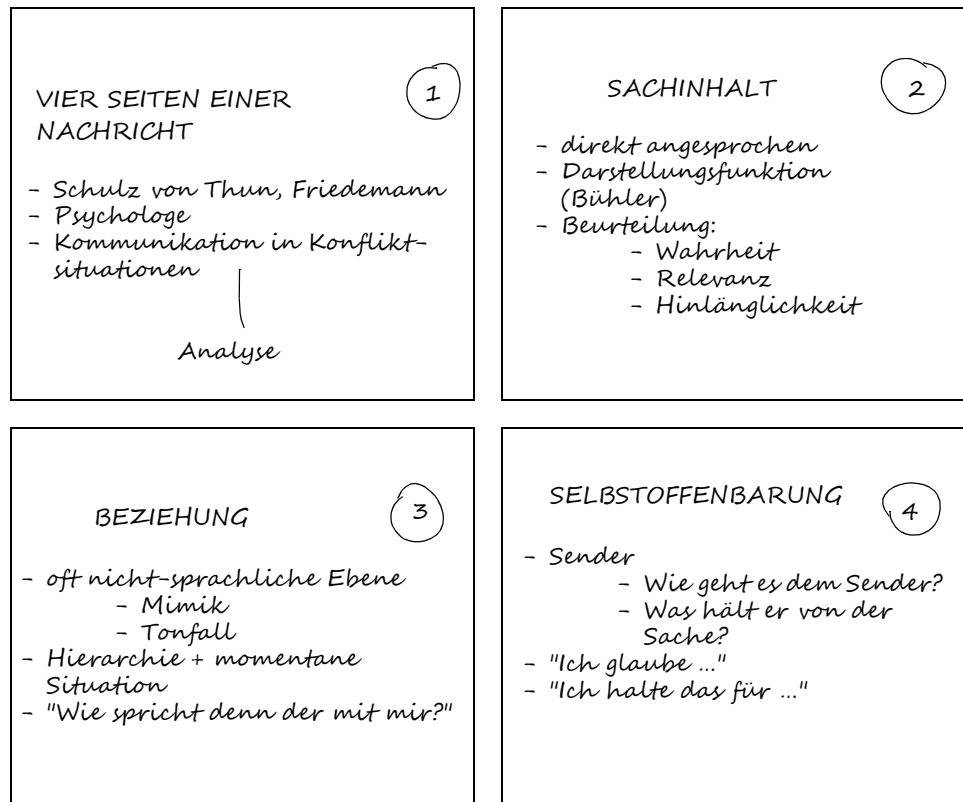 1
VIER SEITEN EINER
NACHRICHT
- Schulz von Thun, Friedemann
- Psychologe
- Kommunikation in Konflikt-
situationen
Analyse
2
SACHINHALT
- direkt angesprochen
- Darstellungsfunktion
(Bühler)
- Beurteilung:
- Wahrheit
- Relevanz
- Hinlänglichkeit
3
BEZIEHUNG
- oft nicht-sprachliche Ebene
- Mimik
- Tonfall
- Hierarchie + momentane
Situation
- "Wie spricht denn der mit mir?"
4
SELBSTOFFENBARUNG
- Sender
- Wie geht es dem Sender?
- Was hält er von der
Sache?
- "Ich glaube ..."
- "Ich halte das für ..."